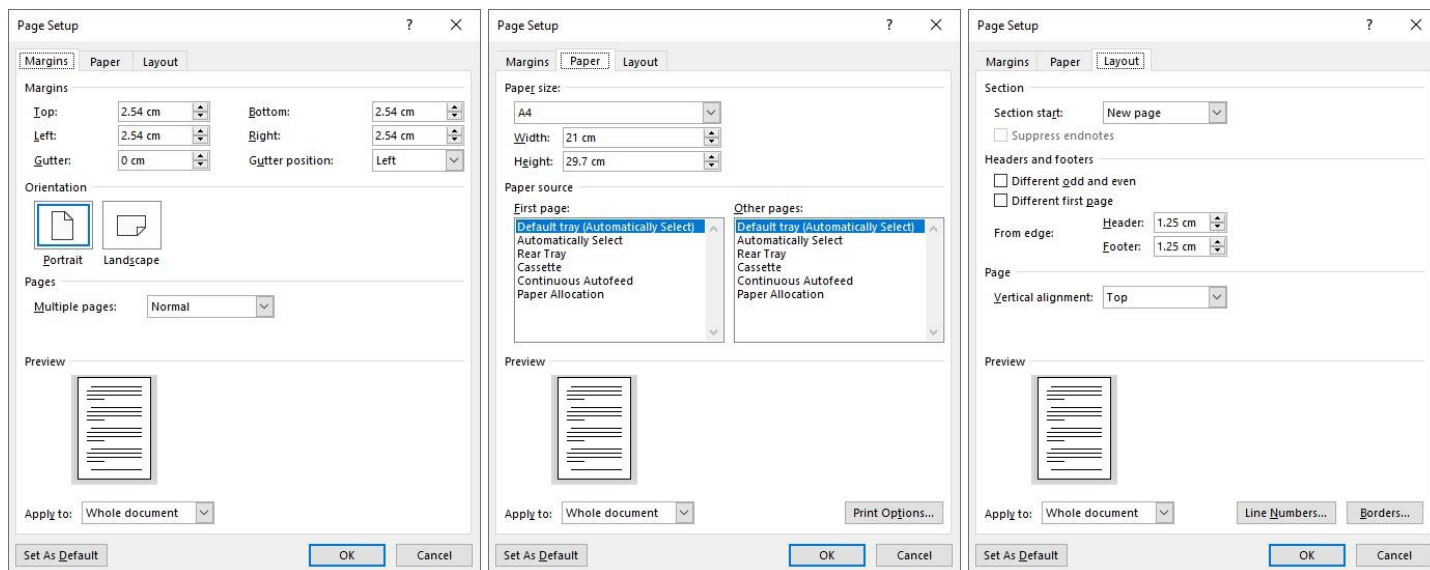 Page Setup ? ×
Margins Paper Layout
Margins
Top: 2.54 cm Bottom: 2.54 cm
Left: 2.54 cm Right: 2.54 cm
Gutter: 0 cm Gutter position: Left
Orientation
Portrait Landscape
Pages
Multiple pages: Normal
Preview
Apply to: Whole document
Set As Default OK Cancel
Page Setup ? ×
Margins Paper Layout
Paper size:
A4
Width: 21 cm
Height: 29.7 cm
Paper source
First page: Other pages:
Default tray (Automatically Select) Default tray (Automatically Select)
Automatically Select Automatically Select
Rear Tray Rear Tray
Cassette Cassette
Continuous Autofeed Continuous Autofeed
Paper Allocation Paper Allocation
Preview
Apply to: Whole document Print Options...
Set As Default OK Cancel
Page Setup ? ×
Margins Paper Layout
Section
Section start: New page
Suppress endnotes
Headers and footers
Different odd and even
Different first page
Header: 1.25 cm
From edge:
Footer: 1.25 cm
Page
Vertical alignment: Top
Preview
Apply to: Whole document Line Numbers... Borders...
Set As Default OK Cancel